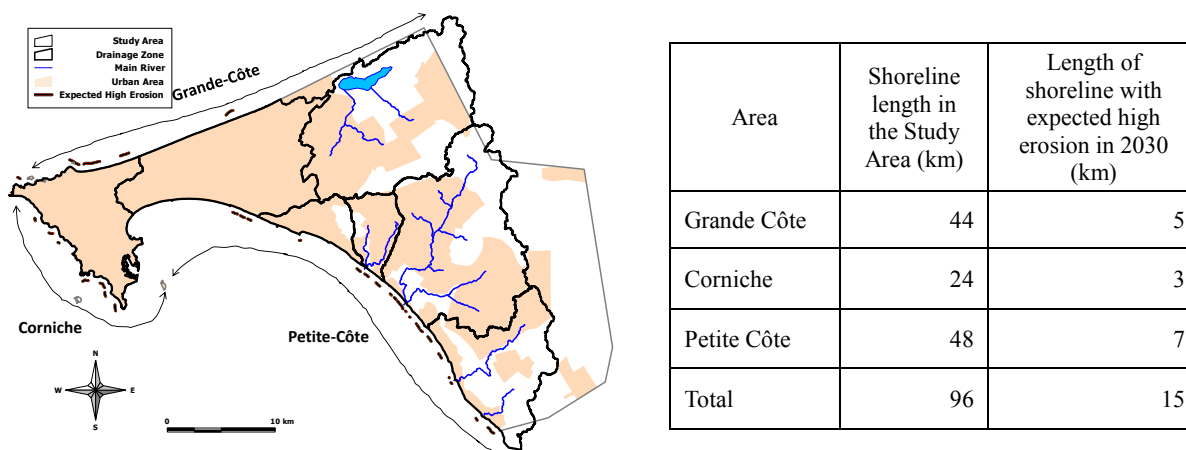 Study Area
Drainage Zone
Main River
Urban Area
Expected High Erosion
Grande-Côte
Corniche
Petite-Côte
N
W E
S
0 10 km
Area
Shoreline
length in
the Study
Area (km)
Length of
shoreline with
expected high
erosion in 2030
(km)
Grande Côte 44 5
Corniche 24 3
Petite Côte 48 7
Total 96 15